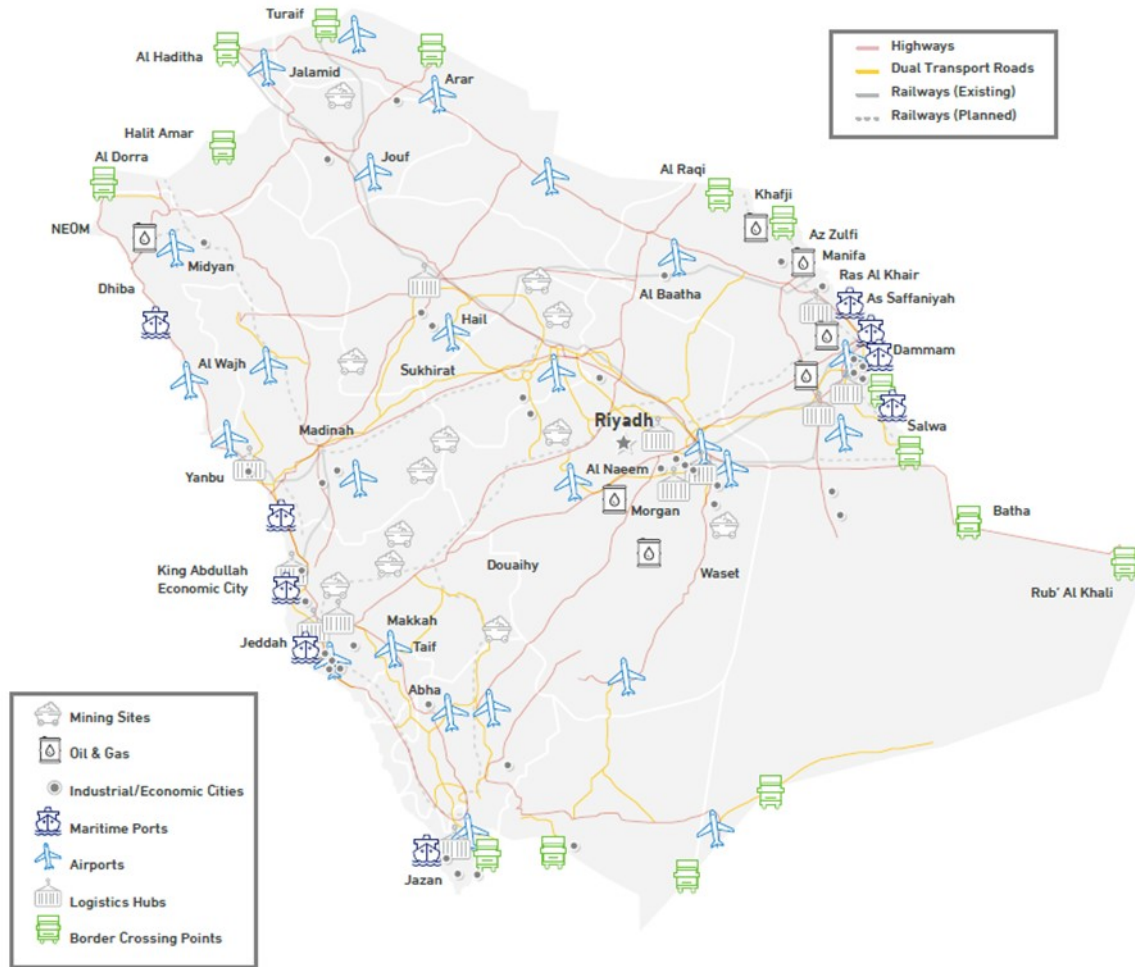 Turaif
Al Haditha
Jalamid
Arar
Halit Amar
Al Dorra
Jouf
Al Raqi
Khafji
NEOM
Az Zulfi
Midyan
Manifa
Ras Al Khair
Dhiba
Al Baatha
As Saffaniyah
Hail
Al Wajh
Sukhirat
Dammam
Riyadh
Salwa
Madinah
Yanbu
Al Naeem
Morgan
Batha
King Abdullah
Economic City
Douaihy
Waset
Rub' Al Khali
Makkah
Jeddah
Taif
Abha
Jazan
Highways
Dual Transport Roads
Railways (Existing)
Railways (Planned)
Mining Sites
Oil & Gas
Industrial/Economic Cities
Maritime Ports
Airports
Logistics Hubs
Border Crossing Points